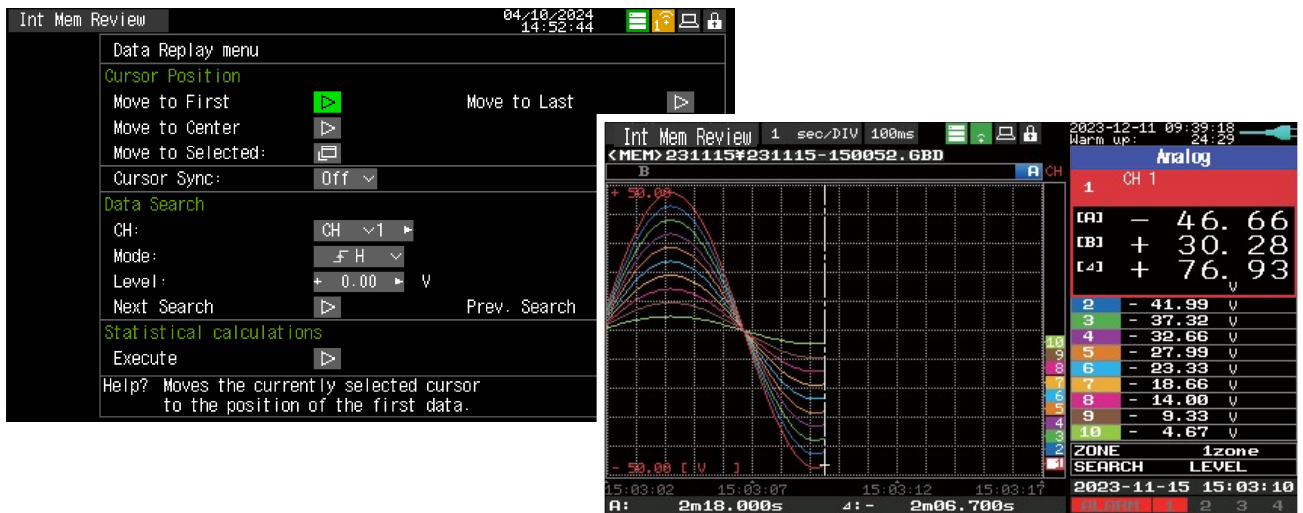 Int Mem Review
04/10/2024
14:52:44
1
Data Replay menu
Cursor Position
Move to First
Move to Last
Move to Center
Move to Selected:
Cursor Sync: Off
Data Search
CH: CH 1
Mode: H
Level: + 0.00 V
Next Search
Prev. Search
Statistical calculations
Execute
Help? Moves the currently selected cursor
to the position of the first data.
Int Mem Review 1 sec/DIV 100ms
2023-12-11 09:39:18
Warm up: 24:29
<MEM>231115¥231115-150052.GBD
B A CH
+ 50.00
- 50.00 [ V ]
10
9
8
7
6
5
4
3
2
1
15:03:02 15:03:07 15:03:12 15:03:17
A: 2m18.000s ⊿:- 2m06.700s
Analog
1 CH 1
[A] - 46.66
[B] + 30.28
[⊿] + 76.93
V
2 - 41.99 V
3 - 37.32 V
4 - 32.66 V
5 - 27.99 V
6 - 23.33 V
7 - 18.66 V
8 - 14.00 V
9 - 9.33 V
10 - 4.67 V
ZONE 1zone
SEARCH LEVEL
2023-11-15 15:03:10
ALARM 1 2 3 4